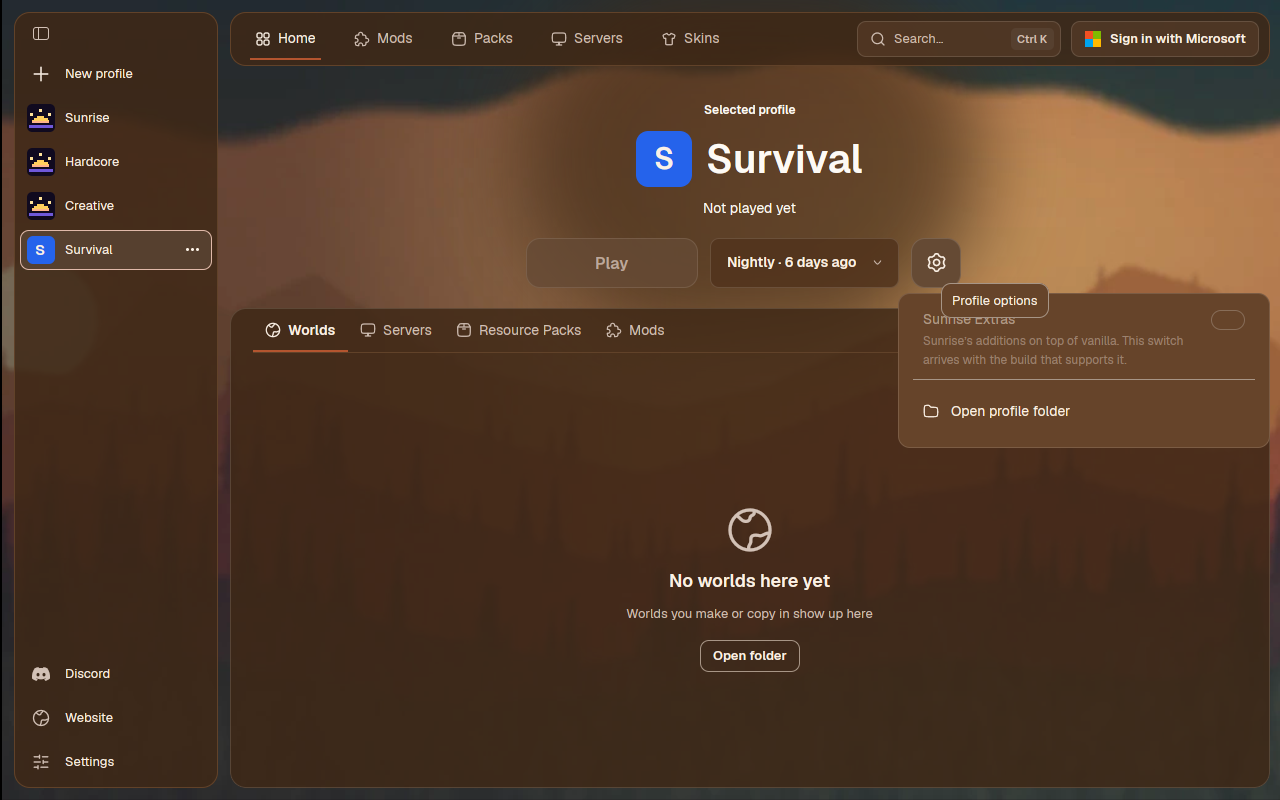 Home
Mods
Packs
Servers
Skins
Search...
Ctrl K
Sign in with Microsoft
New profile
Sunrise
Hardcore
Creative
S
Survival
Discord
Website
Settings
Selected profile
S
Survival
Not played yet
Play
Nightly · 6 days ago
Profile options
Sunrise Extras
Sunrise's additions on top of vanilla. This switch
arrives with the build that supports it.
Open profile folder
Worlds
Servers
Resource Packs
Mods
No worlds here yet
Worlds you make or copy in show up here
Open folder